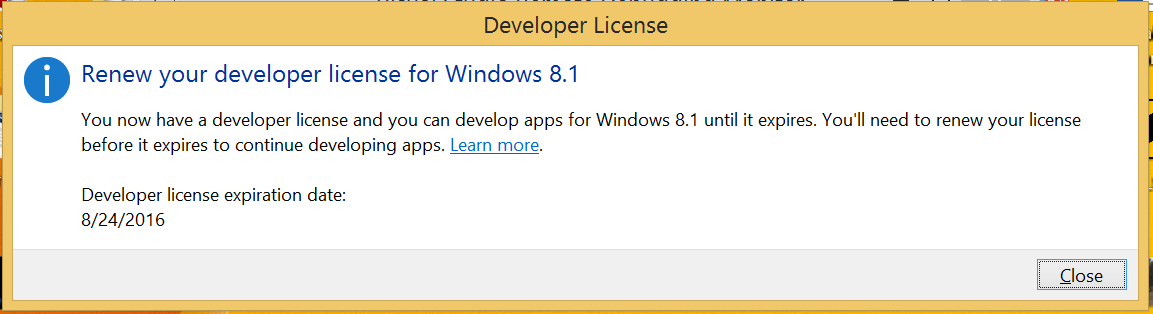 Developer License
Renew your developer license for Windows 8.1
You now have a developer license and you can develop apps for Windows 8.1 until it expires. You'll need to renew your license
before it expires to continue developing apps. Learn more.
Developer license expiration date:
8/24/2016
Close